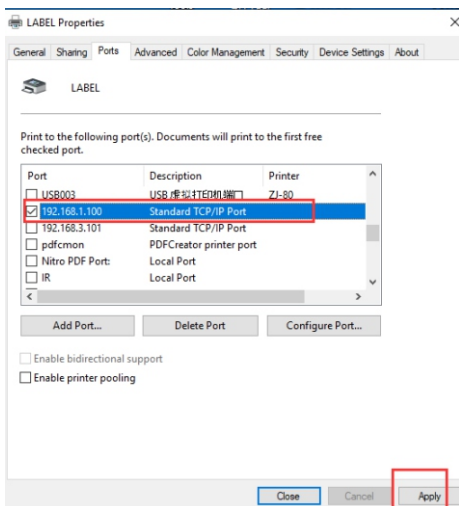 LABEL Properties
General Sharing Ports Advanced Color Management Security Device Settings About
LABEL
Print to the following port(s). Documents will print to the first free
checked port.
Port Description Printer
USB003 USB 虚拟打印机端口 ZJ-80
192.168.1.100 Standard TCP/IP Port
192.168.3.101 Standard TCP/IP Port
pdfcmon PDFCreator printer port
Nitro PDF Port: Local Port
IR Local Port
Add Port... Delete Port Configure Port...
Enable bidirectional support
Enable printer pooling
Close Cancel Apply